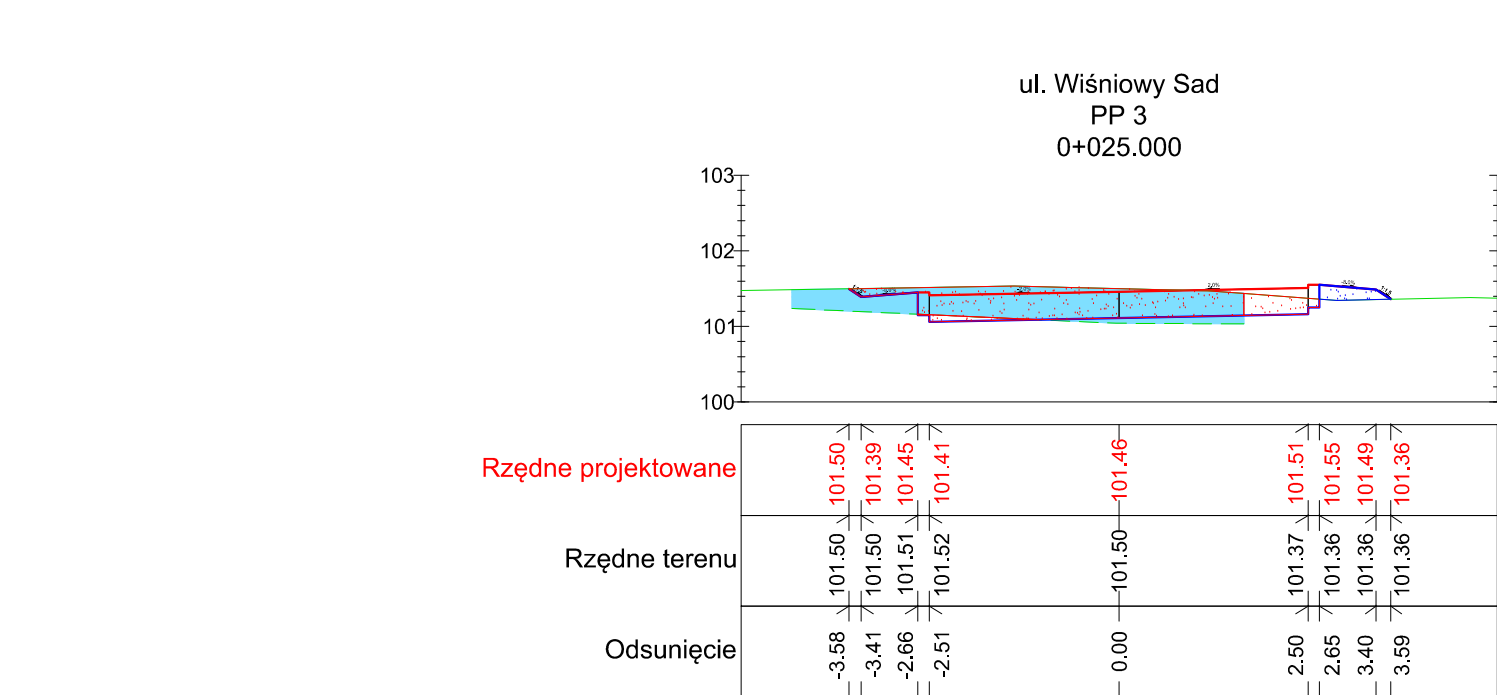 ul. Wiśniowy Sad
PP 3
0+025.000
103
102
101
100
2.0%
Rzędne projektowane
101.50 101.39 101.45 101.41 101.46 101.51 101.55 101.49 101.36
Rzędne terenu
101.50 101.50 101.51 101.52 101.50 101.37 101.36 101.36 101.36
Odsunięcie
-3.58 -3.41 -2.66 -2.51 0.00 2.50 2.65 3.40 3.59